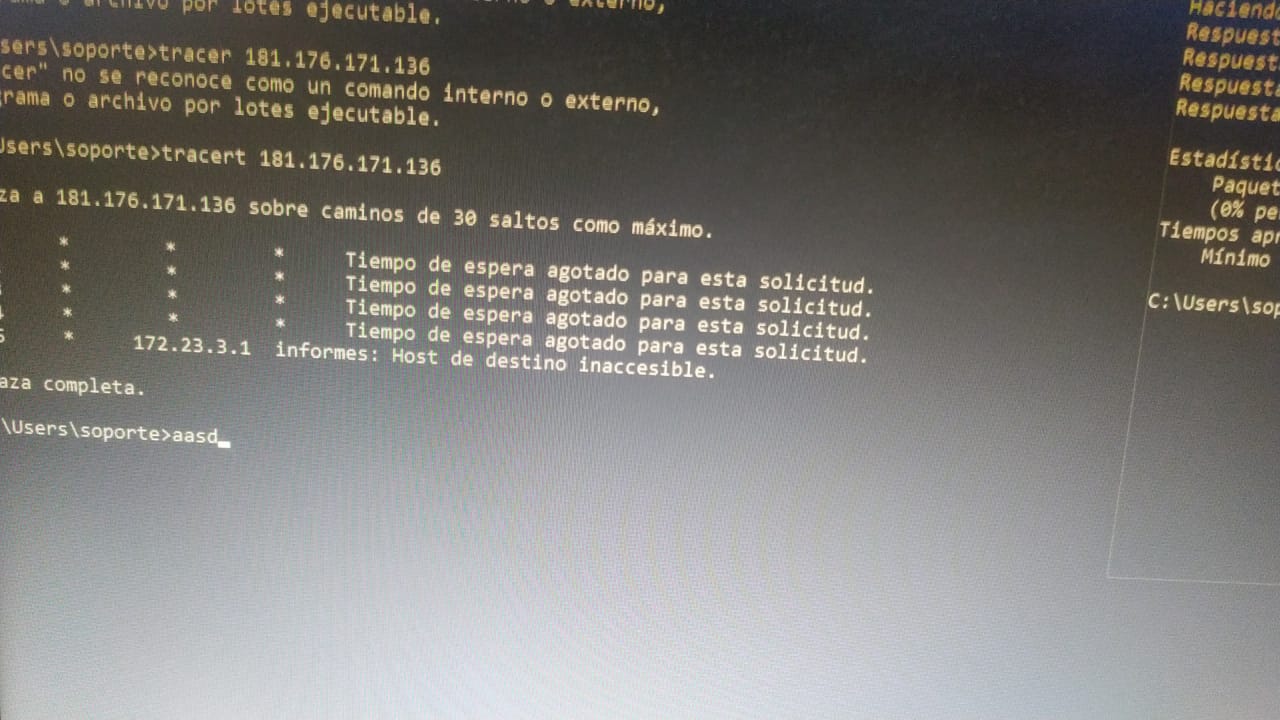 archivo por lotes ejecutable.
sers\soporte>tracer 181.176.171.136
cer" no se reconoce como un comando interno o externo,
rama o archivo por lotes ejecutable.
Users\soporte>tracert 181.176.171.136
za a 181.176.171.136 sobre caminos de 30 saltos como máximo.
* * * Tiempo de espera agotado para esta solicitud.
* * * Tiempo de espera agotado para esta solicitud.
* * * Tiempo de espera agotado para esta solicitud.
* * * Tiempo de espera agotado para esta solicitud.
5 * 172.23.3.1 informes: Host de destino inaccesible.
aza completa.
\Users\soporte>aasd_
Haciend
Respuest
Respuest
Respuesta
Respuesta
Estadísti
Paquet
(0% pe
Tiempos apr
Mínimo
C:\Users\sop